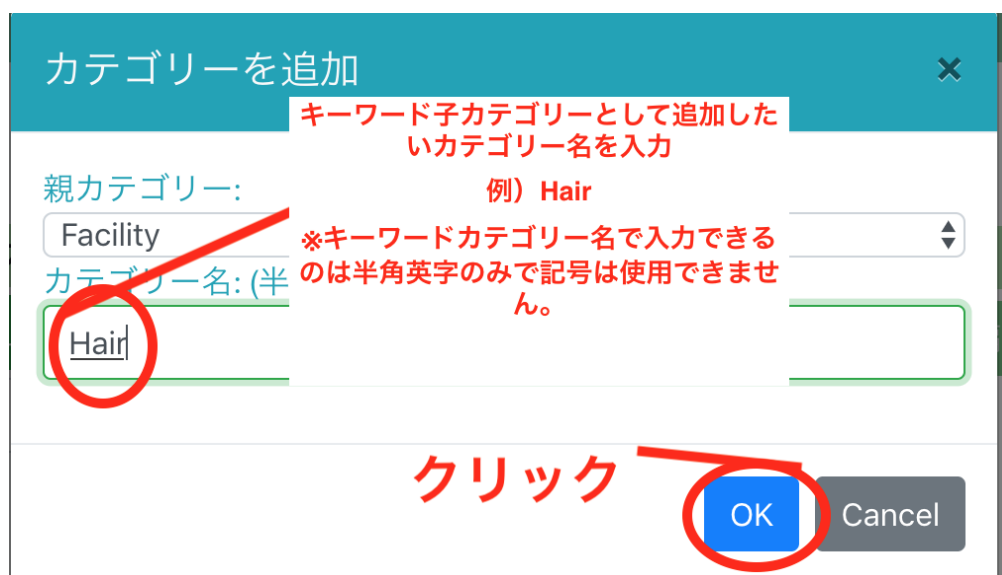 カテゴリーを追加
×
キーワード子カテゴリーとして追加した
いカテゴリー名を入力
例）Hair
※キーワードカテゴリー名で入力できる
のは半角英字のみで記号は使用できませ
ん。
親カテゴリー:
Facility
カテゴリー名: (半
Hair
クリック
OK
Cancel